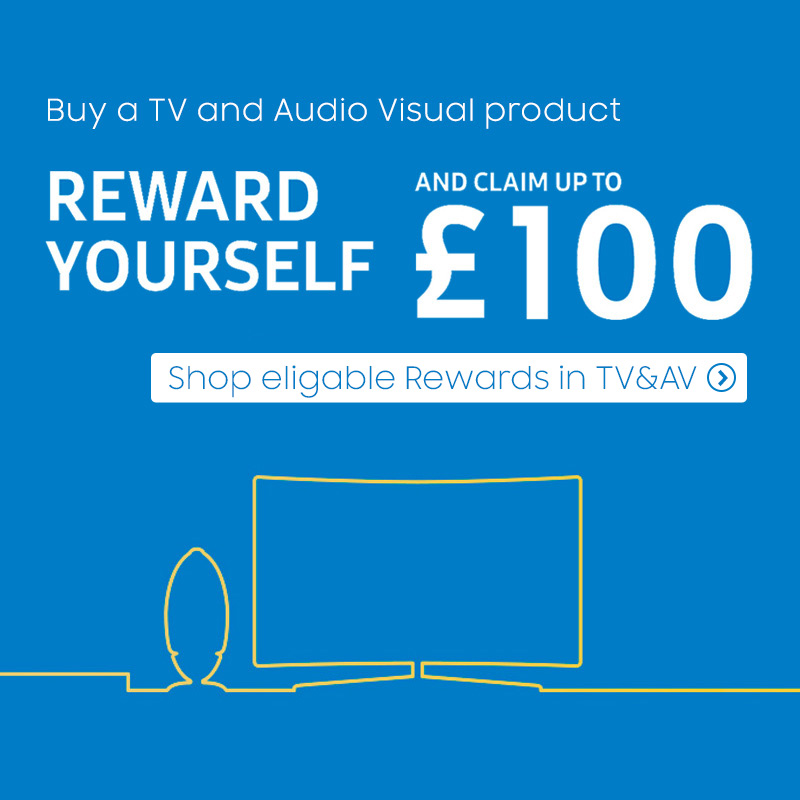 Buy a TV and Audio Visual product
REWARD
YOURSELF
AND CLAIM UP TO
£100
Shop eligable Rewards in TV&AV